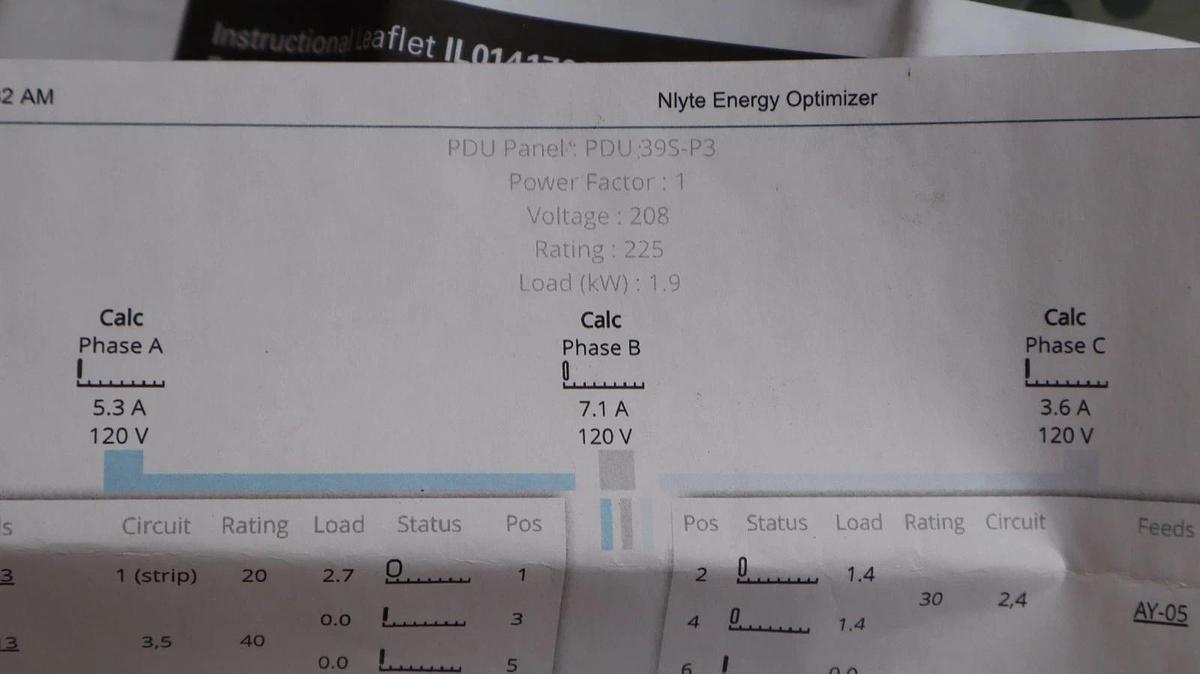 Instructional Leaflet
2 AM
Nlyte Energy Optimizer
PDU Panel : PDU 39S-P3
Power Factor : 1
Voltage : 208
Rating : 225
Load (kW) : 1.9
Calc
Phase A
5.3 A
120 V
Calc
Phase B
7.1 A
120 V
Calc
Phase C
3.6 A
120 V
Circuit Rating Load Status Pos
3 1 (strip) 20 2.7 1
0.0 3
13 3,5 40
0.0 5
Pos Status Load Rating Circuit Feeds
2 1.4
30 2,4 AY-05
4 1.4
6 0.0